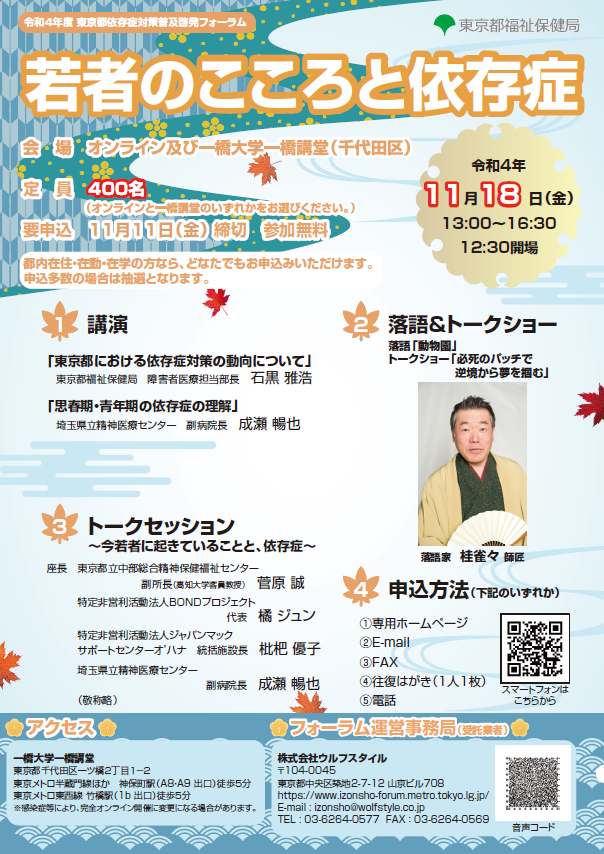 令和4年度 東京都依存症対策普及啓発フォーラム
東京都福祉保健局
若者のこころと依存症
会 場 オンライン及び一橋大学一橋講堂（千代田区）
定 員 400名
（オンラインと一橋講堂のいずれかをお選びください。）
要申込 11月11日（金）締切 参加無料
都内在住・在勤・在学の方なら、どなたでもお申込みいただけます。
申込多数の場合は抽選となります。
令和4年
11月18日（金）
13:00～16:30
12:30開場
1 講演
「東京都における依存症対策の動向について」
東京都福祉保健局 障害者医療担当部長 石黒 雅浩
「思春期・青年期の依存症の理解」
埼玉県立精神医療センター 副病院長 成瀬 暢也
2 落語&トークショー
落語「動物園」
トークショー「必死のパッチで
逆境から夢を掴む」
落語家 桂雀々 師匠
3 トークセッション
～今若者に起きていることと、依存症～
座長 東京都立中部総合精神保健福祉センター
副所長（高知大学客員教授） 菅原 誠
特定非営利活動法人BONDプロジェクト
代表 橘 ジュン
特定非営利活動法人ジャパンマック
サポートセンターオ’ハナ 統括施設長 枇杷 優子
埼玉県立精神医療センター
副病院長 成瀬 暢也
（敬称略）
4 申込方法（下記のいずれか）
①専用ホームページ
②E-mail
③FAX
④往復はがき（1人1枚）
⑤電話
スマートフォンは
こちらから
アクセス
一橋大学一橋講堂
東京都千代田区一ツ橋2丁目1−2
東京メトロ半蔵門線ほか 神保町駅（A8・A9 出口）徒歩5分
東京メトロ東西線 竹橋駅（1b 出口）徒歩5分
※感染症等により、完全オンライン開催に変更になる場合があります。
フォーラム運営事務局（受託業者）
株式会社ウルフスタイル
〒104-0045
東京都中央区築地2-7-12 山京ビル708
https://www.izonsho-forum.metro.tokyo.lg.jp/
E-mail : izonsho@wolfstyle.co.jp
TEL : 03-6264-0577 FAX : 03-6264-0569
音声コード